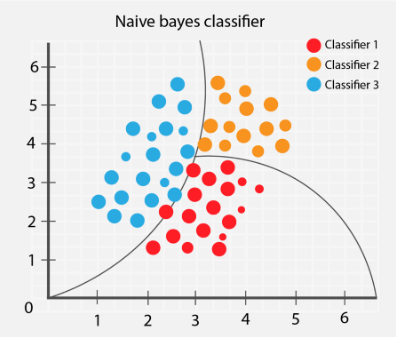 Naive bayes classifier
Classifier 1
Classifier 2
Classifier 3
6
5
4
3
2
1
0
1 2 3 4 5 6